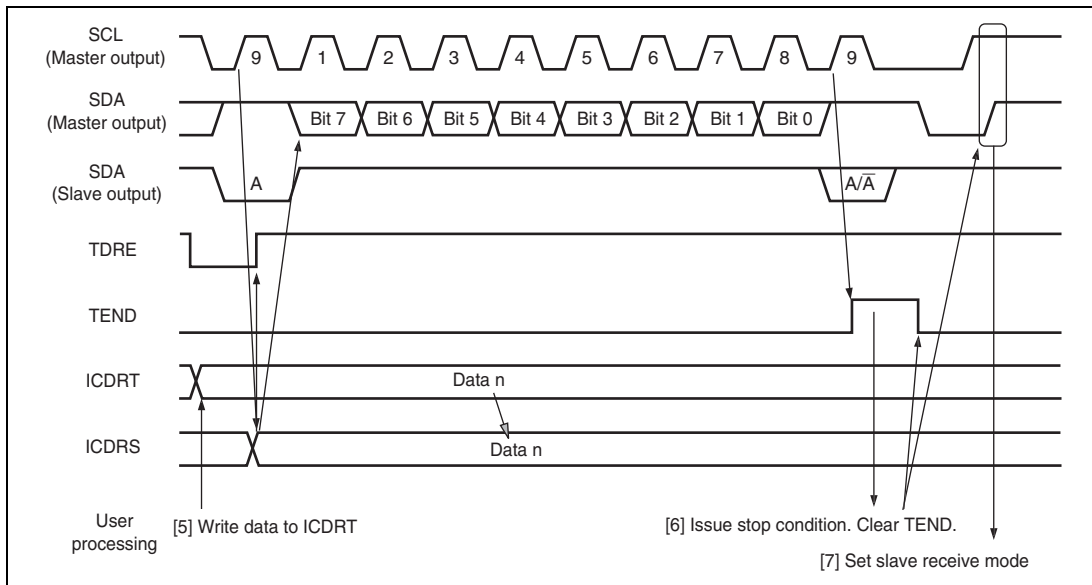 SCL
(Master output)
9 1 2 3 4 5 6 7 8 9
SDA
(Master output)
Bit 7 Bit 6 Bit 5 Bit 4 Bit 3 Bit 2 Bit 1 Bit 0
SDA
(Slave output)
A A/A̅
TDRE
TEND
ICDRT
Data n
ICDRS
Data n
User
processing
[5] Write data to ICDRT
[6] Issue stop condition. Clear TEND.
[7] Set slave receive mode